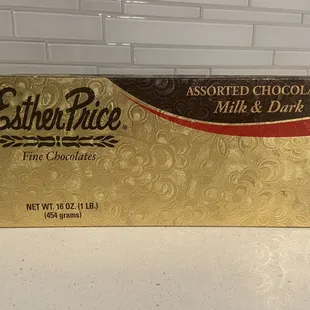 Esther Price®
Fine Chocolates
ASSORTED CHOCOLA
Milk & Dark
NET WT. 16 OZ. (1 LB.)
(454 grams)